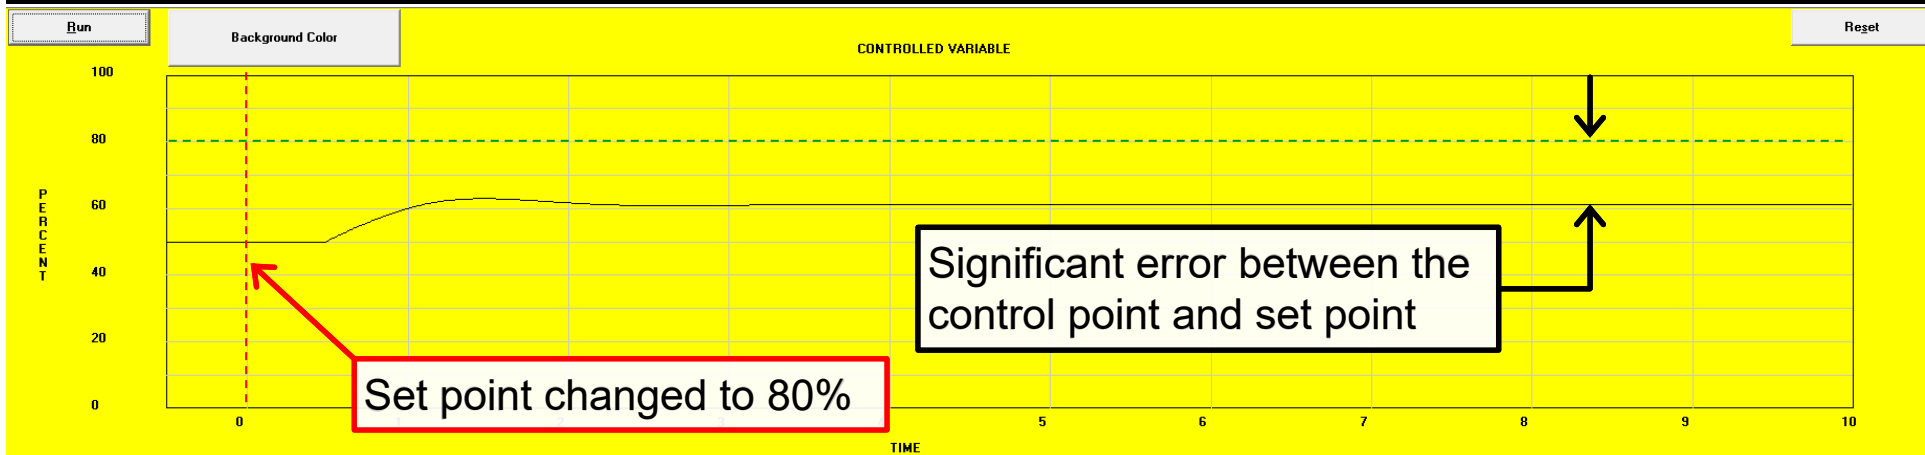 Run
Background Color
Reset
CONTROLLED VARIABLE
100
80
60
40
20
0
PERCENT
Significant error between the
control point and set point
Set point changed to 80%
0
5
6
7
8
9
10
TIME